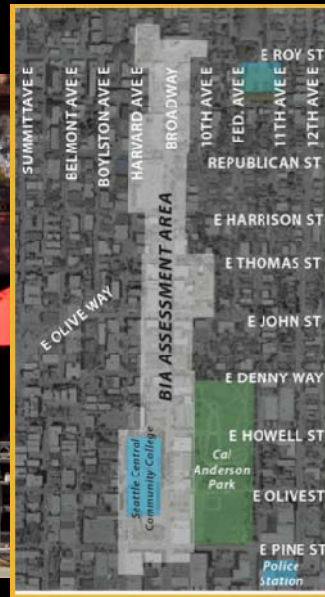 E ROY ST
SUMMITT AVE E
BELMONT AVE E
BOYLSTON AVE E
HARVARD AVE E
BROADWAY
10TH AVE E
FED. AVE E
11TH AVE E
12TH AVE E
REPUBLICAN ST
E HARRISON ST
E THOMAS ST
E OLIVE WAY
BIA ASSESSMENT AREA
E JOHN ST
E DENNY WAY
E HOWELL ST
Seattle Central
Community College
Cal
Anderson
Park
E OLIVE ST
E PINE ST
Police
Station